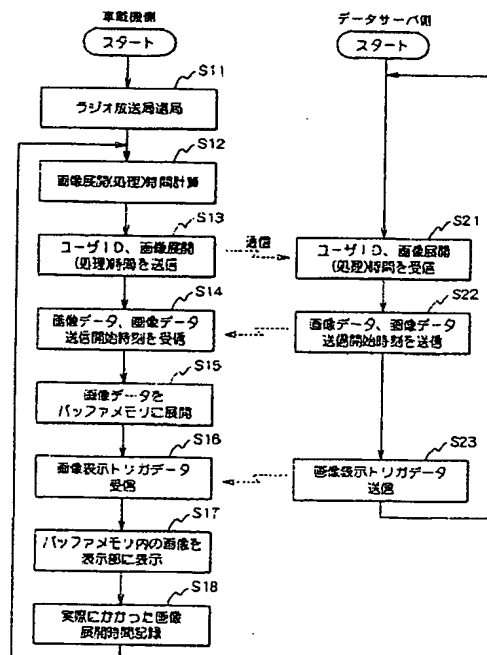 車載機側
データサーバ側
スタート
スタート
S11
ラジオ放送局選局
S12
画像展開(処理)時間計算
S13
ユーザID、画像展開
(処理)時間を送信
通信
S21
ユーザID、画像展開
(処理)時間を受信
S14
画像データ、画像データ
送信開始時刻を受信
S22
画像データ、画像データ
送信開始時刻を送信
S15
画像データを
バッファメモリに展開
S16
画像表示トリガデータ
受信
S23
画像表示トリガデータ
送信
S17
バッファメモリ内の画像を
表示部に表示
S18
実際にかかった画像
展開時間記録